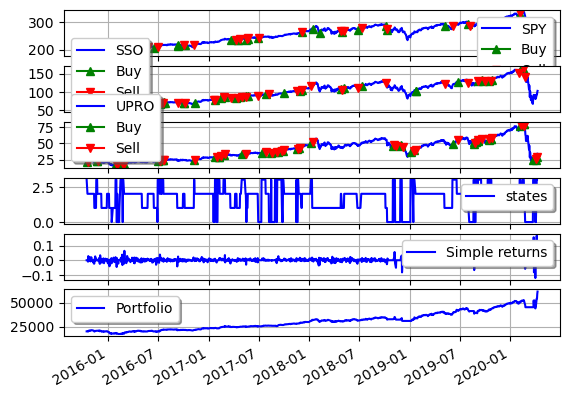 300
200
SPY
Buy
Sell
SSO
Buy
Sell
150
100
50
UPRO
Buy
Sell
75
50
25
2.5
0.0
states
0.1
0.0
−0.1
Simple returns
50000
25000
Portfolio
2016-01 2016-07 2017-01 2017-07 2018-01 2018-07 2019-01 2019-07 2020-01